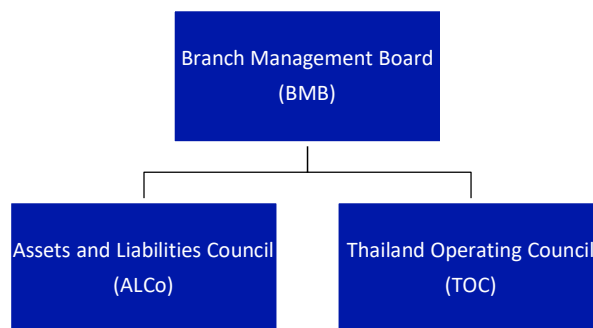 Branch Management Board
(BMB)
Assets and Liabilities Council
(ALCo)
Thailand Operating Council
(TOC)